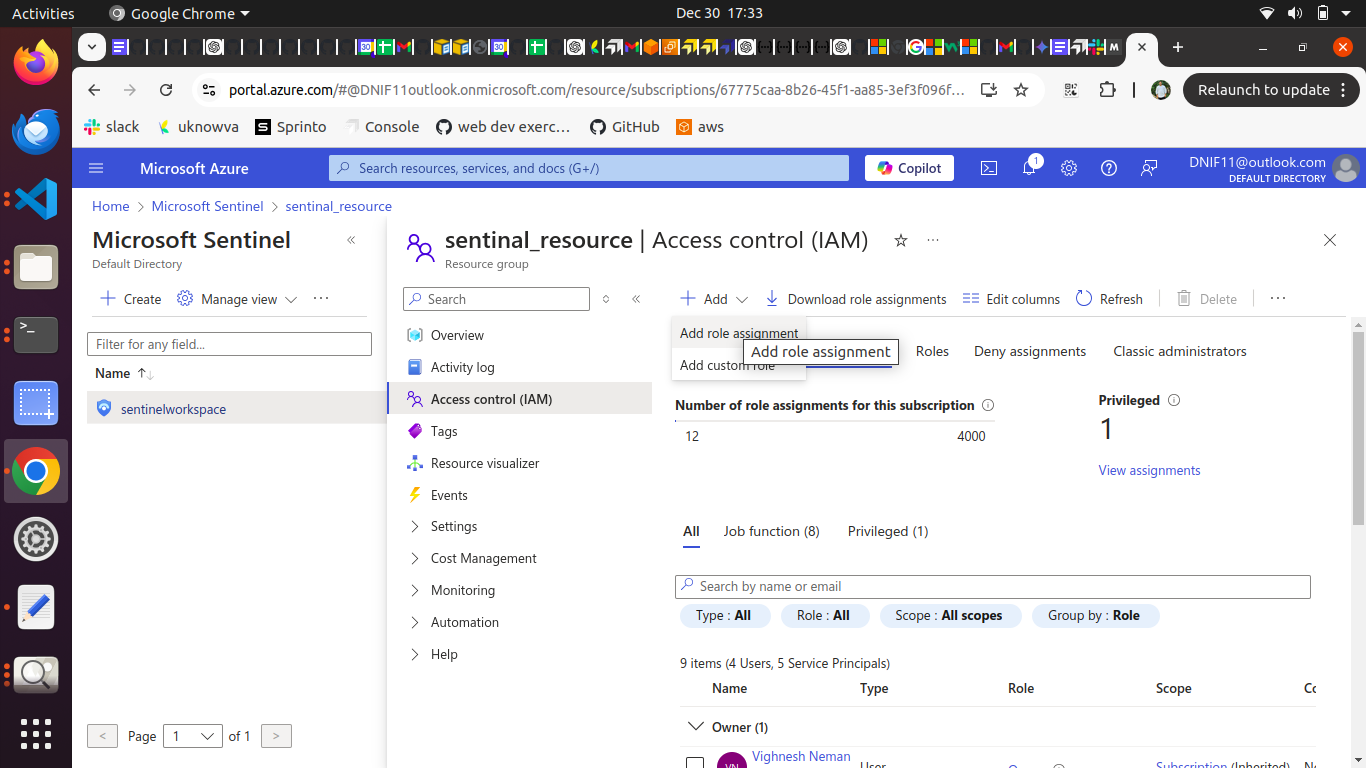 Activities
Google Chrome
Dec 30 17:33
portal.azure.com/#@DNIF11outlook.onmicrosoft.com/resource/subscriptions/67775caa-8b26-45f1-aa85-3ef3f096f...
Relaunch to update
slack
uknowva
Sprinto
Console
web dev exerc...
GitHub
aws
Microsoft Azure
Search resources, services, and docs (G+/)
Copilot
1
DNIF11@outlook.com
DEFAULT DIRECTORY
Home > Microsoft Sentinel > sentinal_resource
Microsoft Sentinel
Default Directory
Create
Manage view
Filter for any field...
Name
sentinelworkspace
Page 1 of 1
sentinal_resource | Access control (IAM)
Resource group
Search
Overview
Activity log
Access control (IAM)
Tags
Resource visualizer
Events
Settings
Cost Management
Monitoring
Automation
Help
Add
Download role assignments
Edit columns
Refresh
Delete
Add role assignment
Add role assignment
Add custom role
Roles
Deny assignments
Classic administrators
Number of role assignments for this subscription
12
4000
Privileged
1
View assignments
All
Job function (8)
Privileged (1)
Search by name or email
Type : All
Role : All
Scope : All scopes
Group by : Role
9 items (4 Users, 5 Service Principals)
Name
Type
Role
Scope
Owner (1)
VN
Vighnesh Neman
User
Subscription (Inherited)